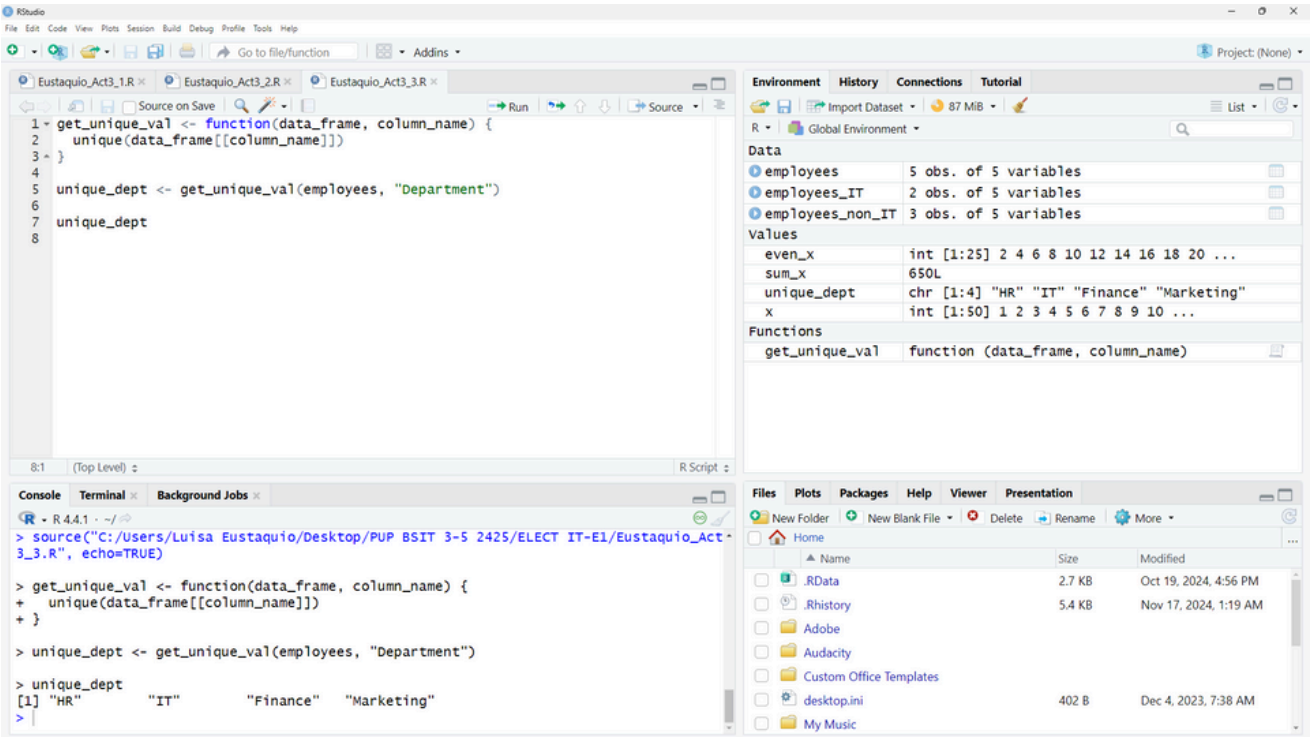 RStudio
File Edit Code View Plots Session Build Debug Profile Tools Help
Go to file/function Addins Project: (None)
Eustaquio_Act3_1.R Eustaquio_Act3_2.R Eustaquio_Act3_3.R
Source on Save Run Source
1 get_unique_val <- function(data_frame, column_name) {
2 unique(data_frame[[column_name]])
3 }
4
5 unique_dept <- get_unique_val(employees, "Department")
6
7 unique_dept
8
8:1 (Top Level) R Script
Console Terminal Background Jobs
R 4.4.1 · ~/
> source("C:/Users/Luisa Eustaquio/Desktop/PUP BSIT 3-5 2425/ELECT IT-E1/Eustaquio_Act
3_3.R", echo=TRUE)
> get_unique_val <- function(data_frame, column_name) {
+ unique(data_frame[[column_name]])
+ }
> unique_dept <- get_unique_val(employees, "Department")
> unique_dept
[1] "HR" "IT" "Finance" "Marketing"
>
Environment History Connections Tutorial
Import Dataset 87 MiB List
R Global Environment
Data
employees 5 obs. of 5 variables
employees_IT 2 obs. of 5 variables
employees_non_IT 3 obs. of 5 variables
Values
even_x int [1:25] 2 4 6 8 10 12 14 16 18 20 ...
sum_x 650L
unique_dept chr [1:4] "HR" "IT" "Finance" "Marketing"
x int [1:50] 1 2 3 4 5 6 7 8 9 10 ...
Functions
get_unique_val function (data_frame, column_name)
Files Plots Packages Help Viewer Presentation
New Folder New Blank File Delete Rename More
Home ...
Name Size Modified
.RData 2.7 KB Oct 19, 2024, 4:56 PM
.Rhistory 5.4 KB Nov 17, 2024, 1:19 AM
Adobe
Audacity
Custom Office Templates
desktop.ini 402 B Dec 4, 2023, 7:38 AM
My Music